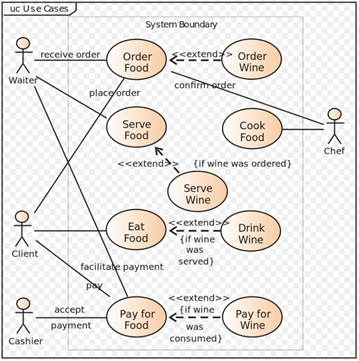 uc Use Cases
System Boundary
receive order
Order
Food
<<extend>>
Order
Wine
Waiter
place order
confirm order
Serve
Food
Cook
Food
Chef
<<extend>>
{if wine was ordered}
Serve
Wine
Client
Eat
Food
<<extend>>
{if wine
was
served}
Drink
Wine
facilitate payment
pay
Cashier
accept
payment
Pay for
Food
<<extend>>
{if wine
was
consumed}
Pay for
Wine